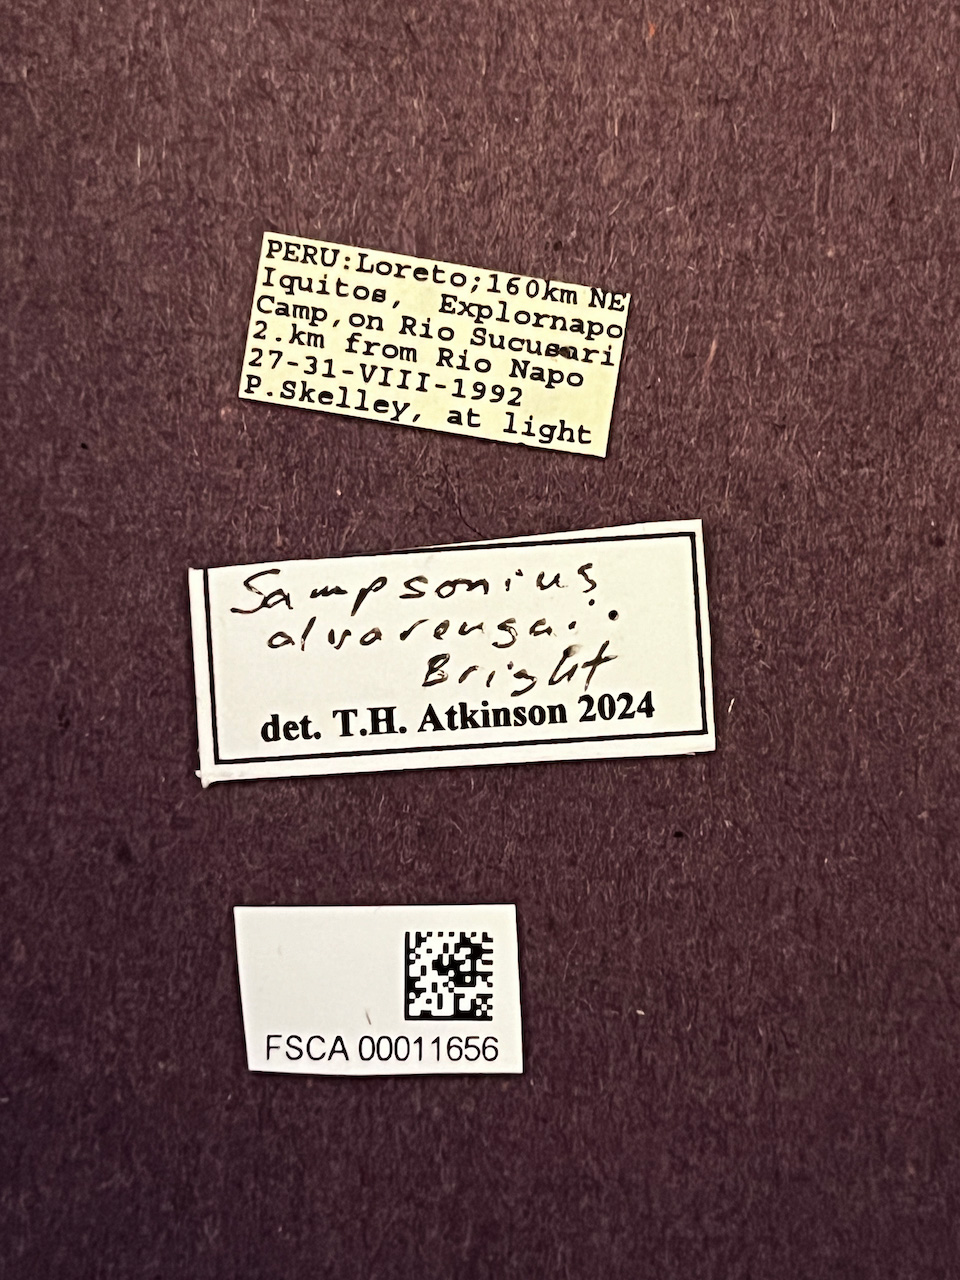 PERU:Loreto;160km NE
Iquitos, Explornapo
Camp,on Rio Sucusari
2.km from Rio Napo
27-31-VIII-1992
P.Skelley, at light
Sampsonius
alvarengai
Bright
det. T.H. Atkinson 2024
FSCA 00011656